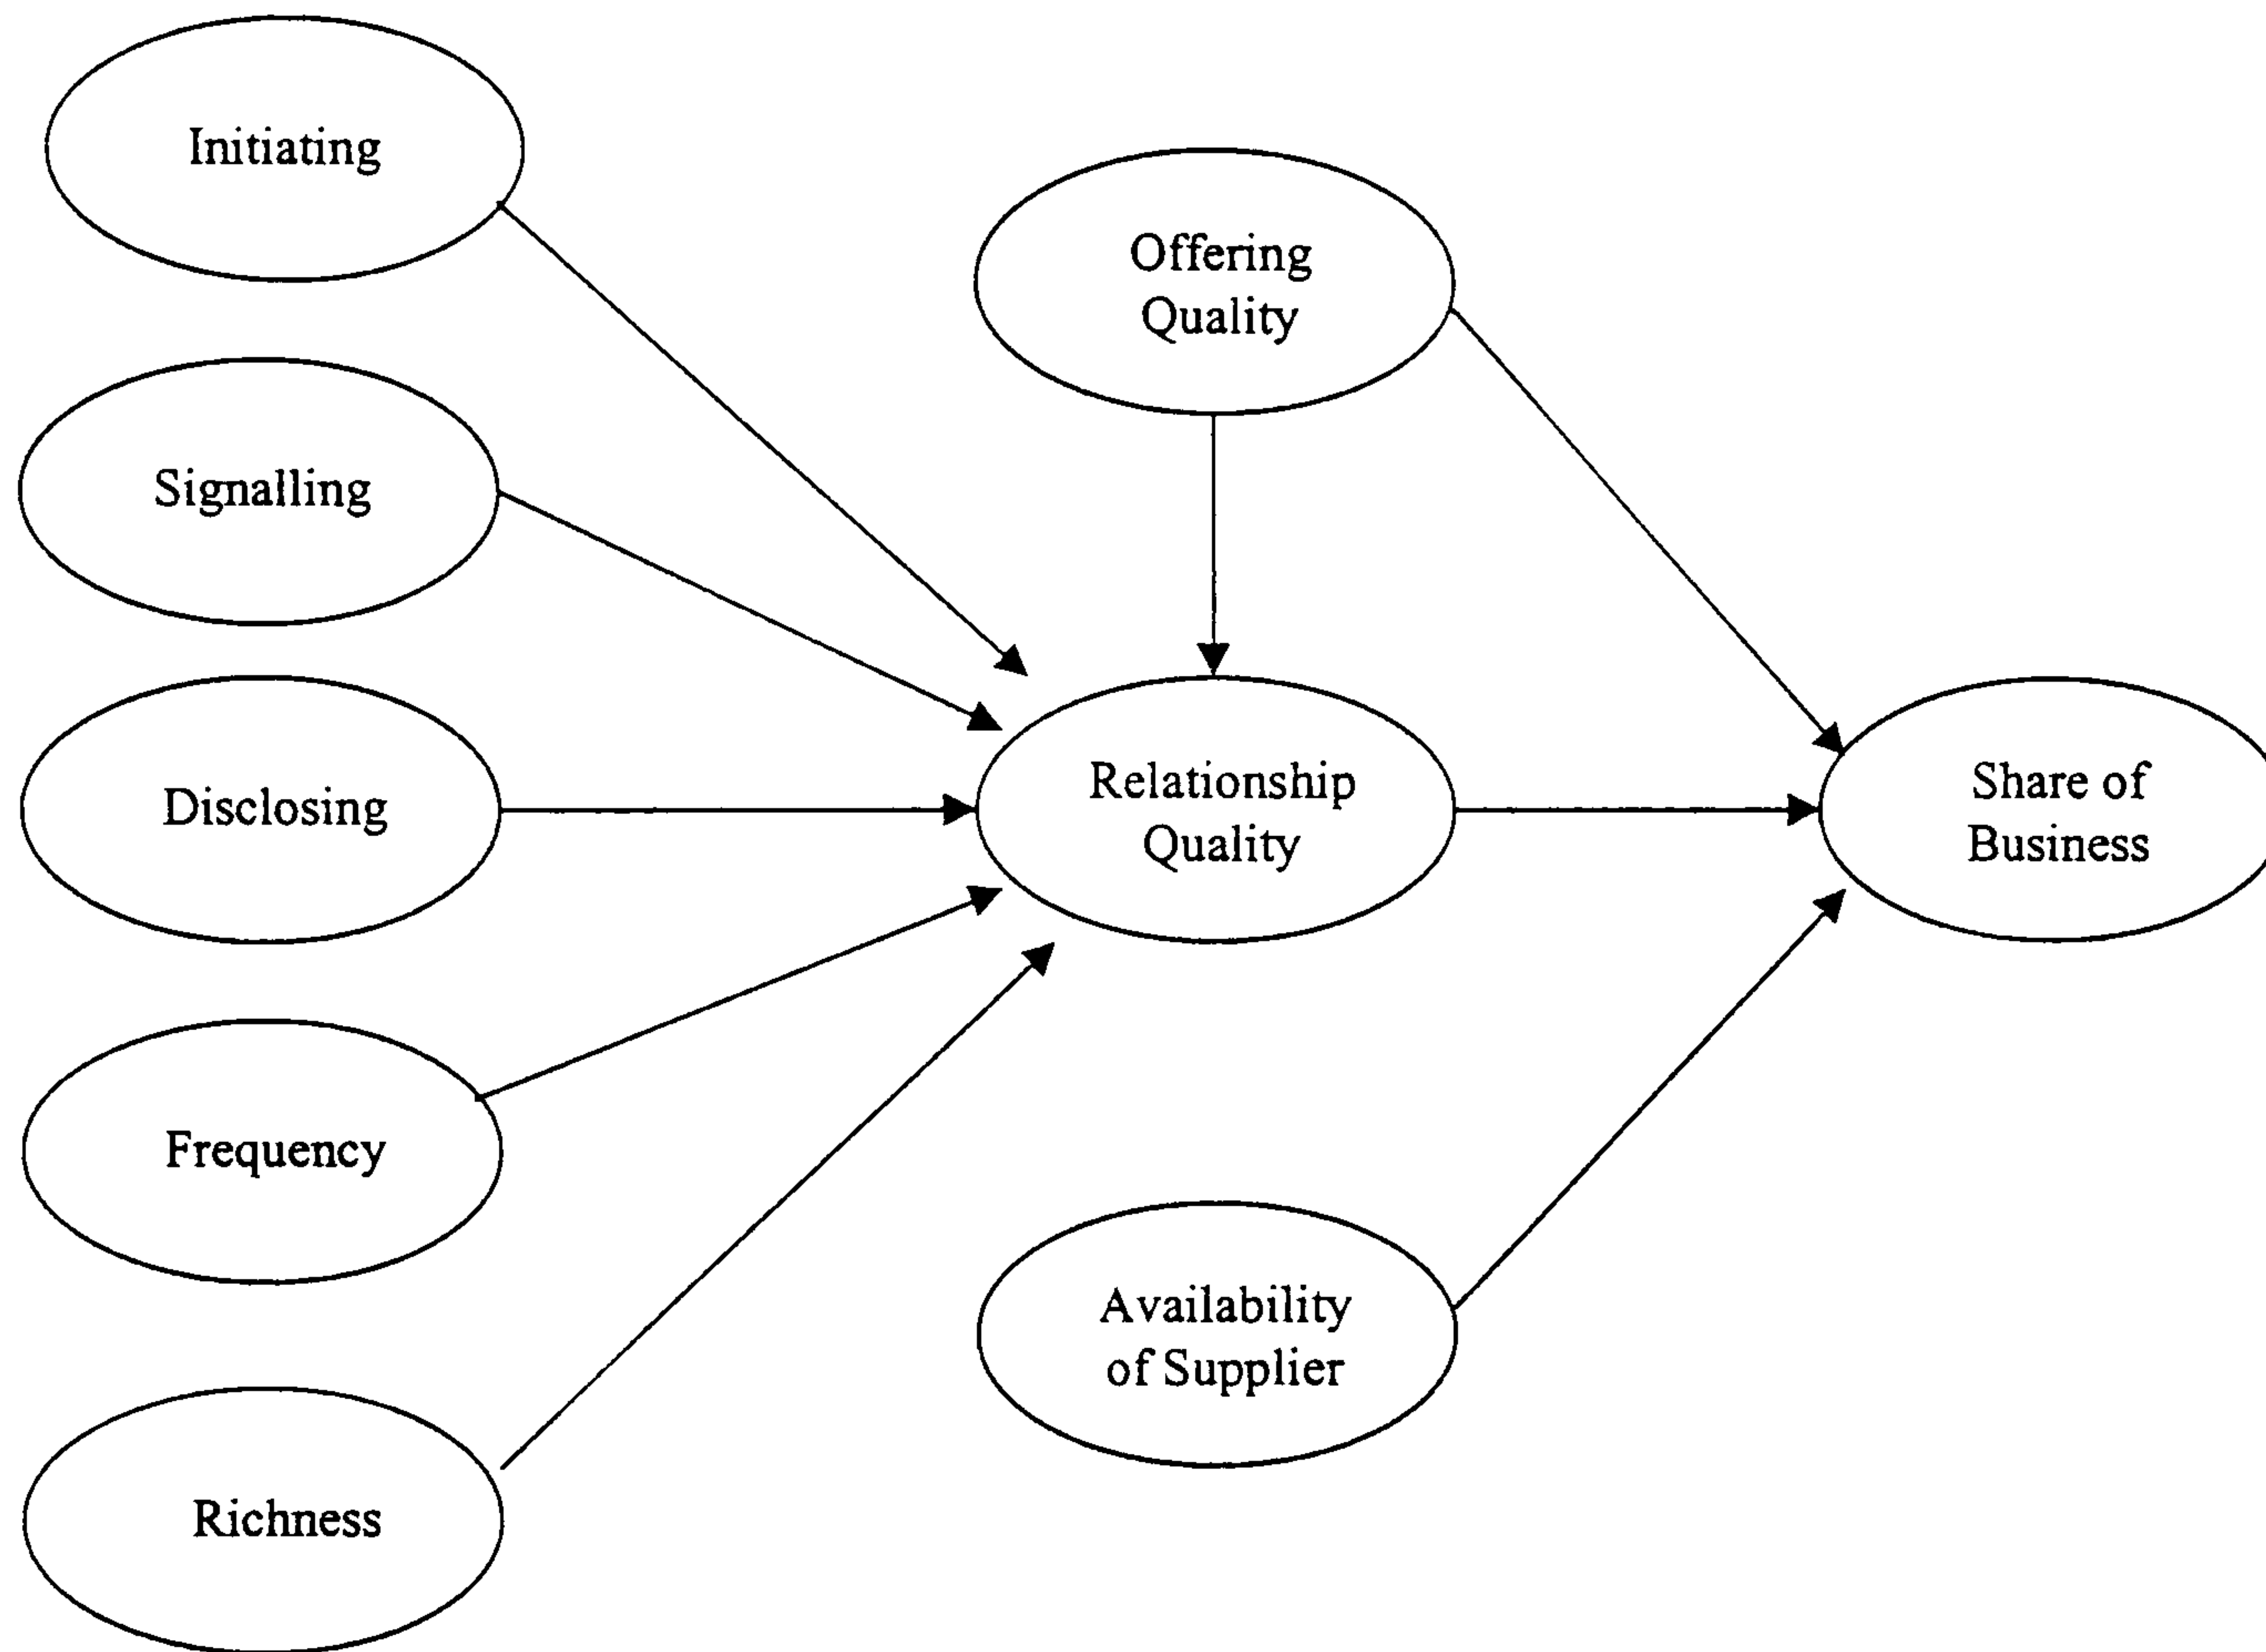 Initiating
Offering
Quality
Signalling
Disclosing
Relationship
Quality
Share of
Business
Frequency
Availability
of Supplier
Richness